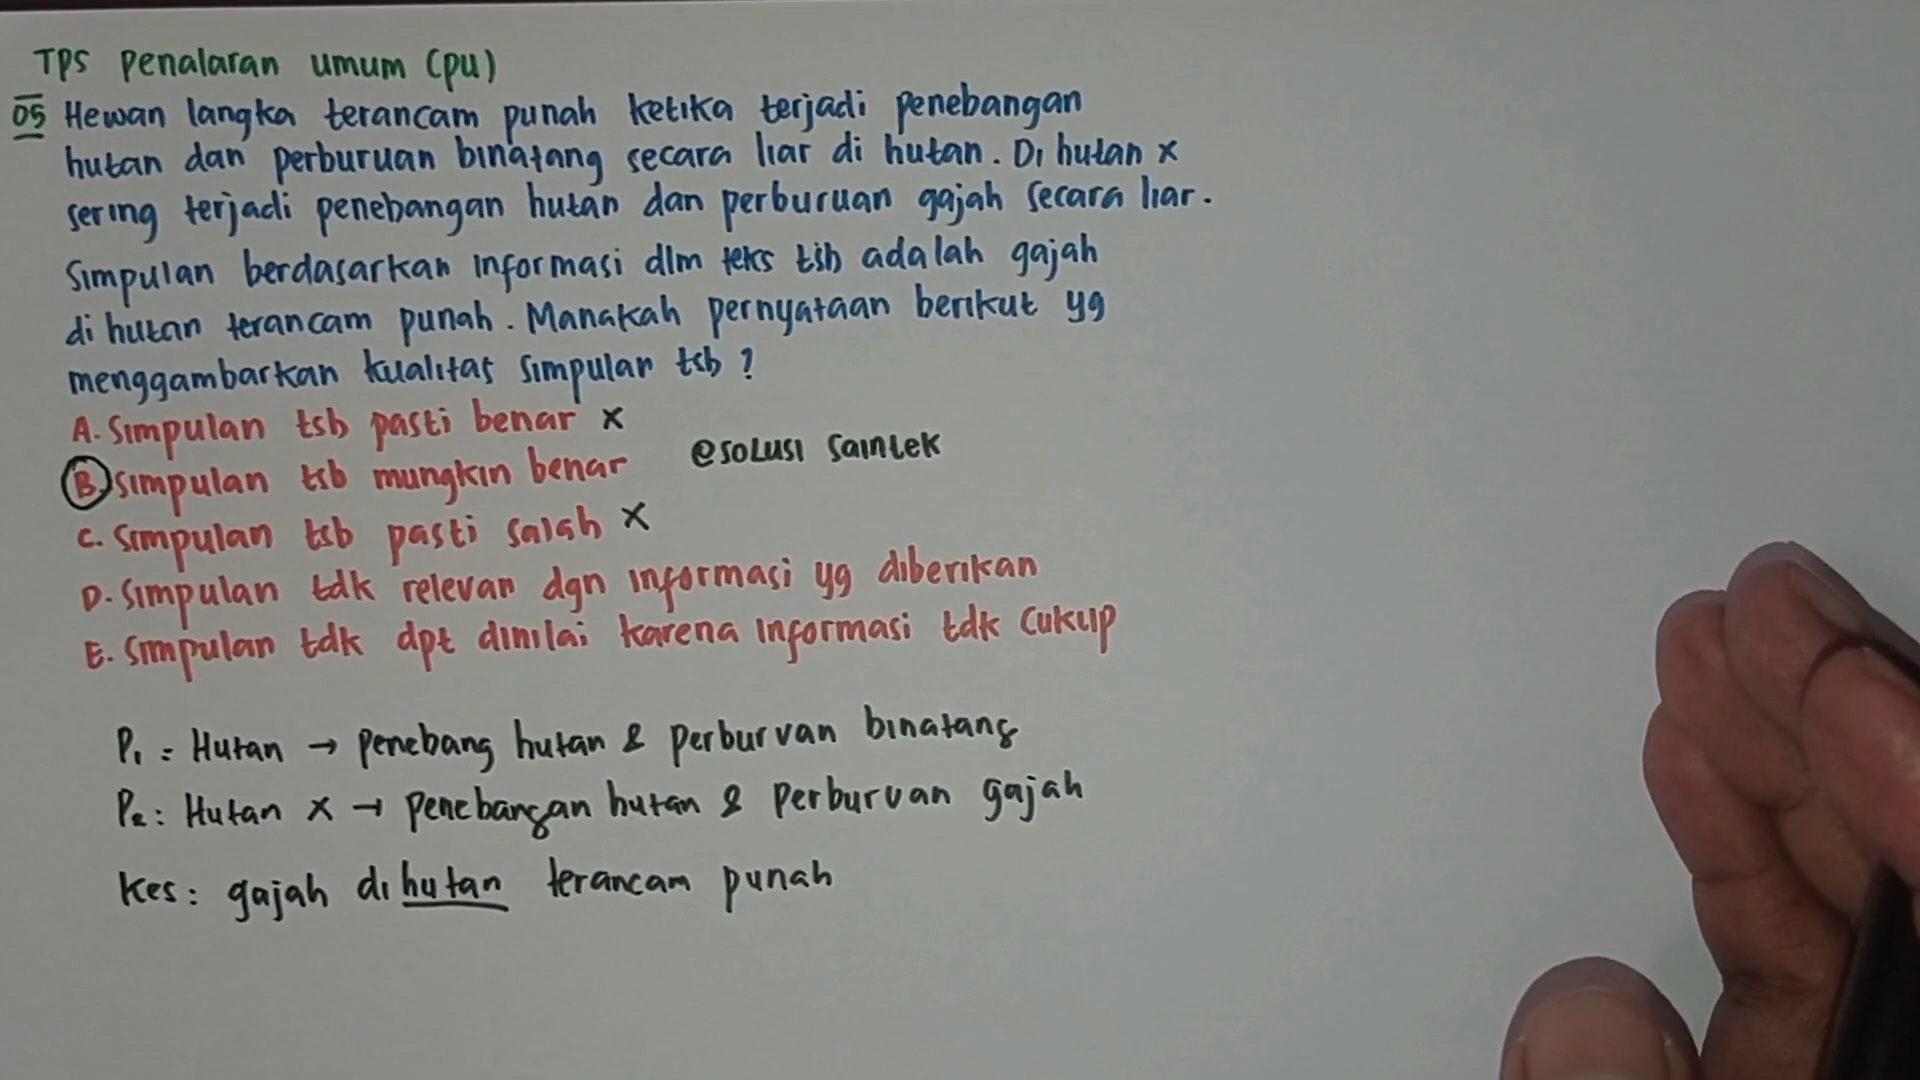 TPS Penalaran umum (PU)
05 Hewan langka terancam punah ketika terjadi penebangan
hutan dan perburuan binatang secara liar di hutan. Di hutan x
sering terjadi penebangan hutan dan perburuan gajah secara liar.
Simpulan berdasarkan informasi dlm teks tsb adalah gajah
di hutan terancam punah. Manakah pernyataan berikut yg
menggambarkan kualitas simpulan tsb?
A. Simpulan tsb pasti benar x
B. Simpulan tsb mungkin benar
@solusi saintek
C. Simpulan tsb pasti salah x
D. Simpulan tdk relevan dgn informasi yg diberikan
E. Simpulan tdk dpt dinilai karena informasi tdk cukup
P₁ = Hutan → penebang hutan & perburuan binatang
P₂: Hutan x → penebangan hutan & perburuan gajah
Kes: gajah di hutan terancam punah